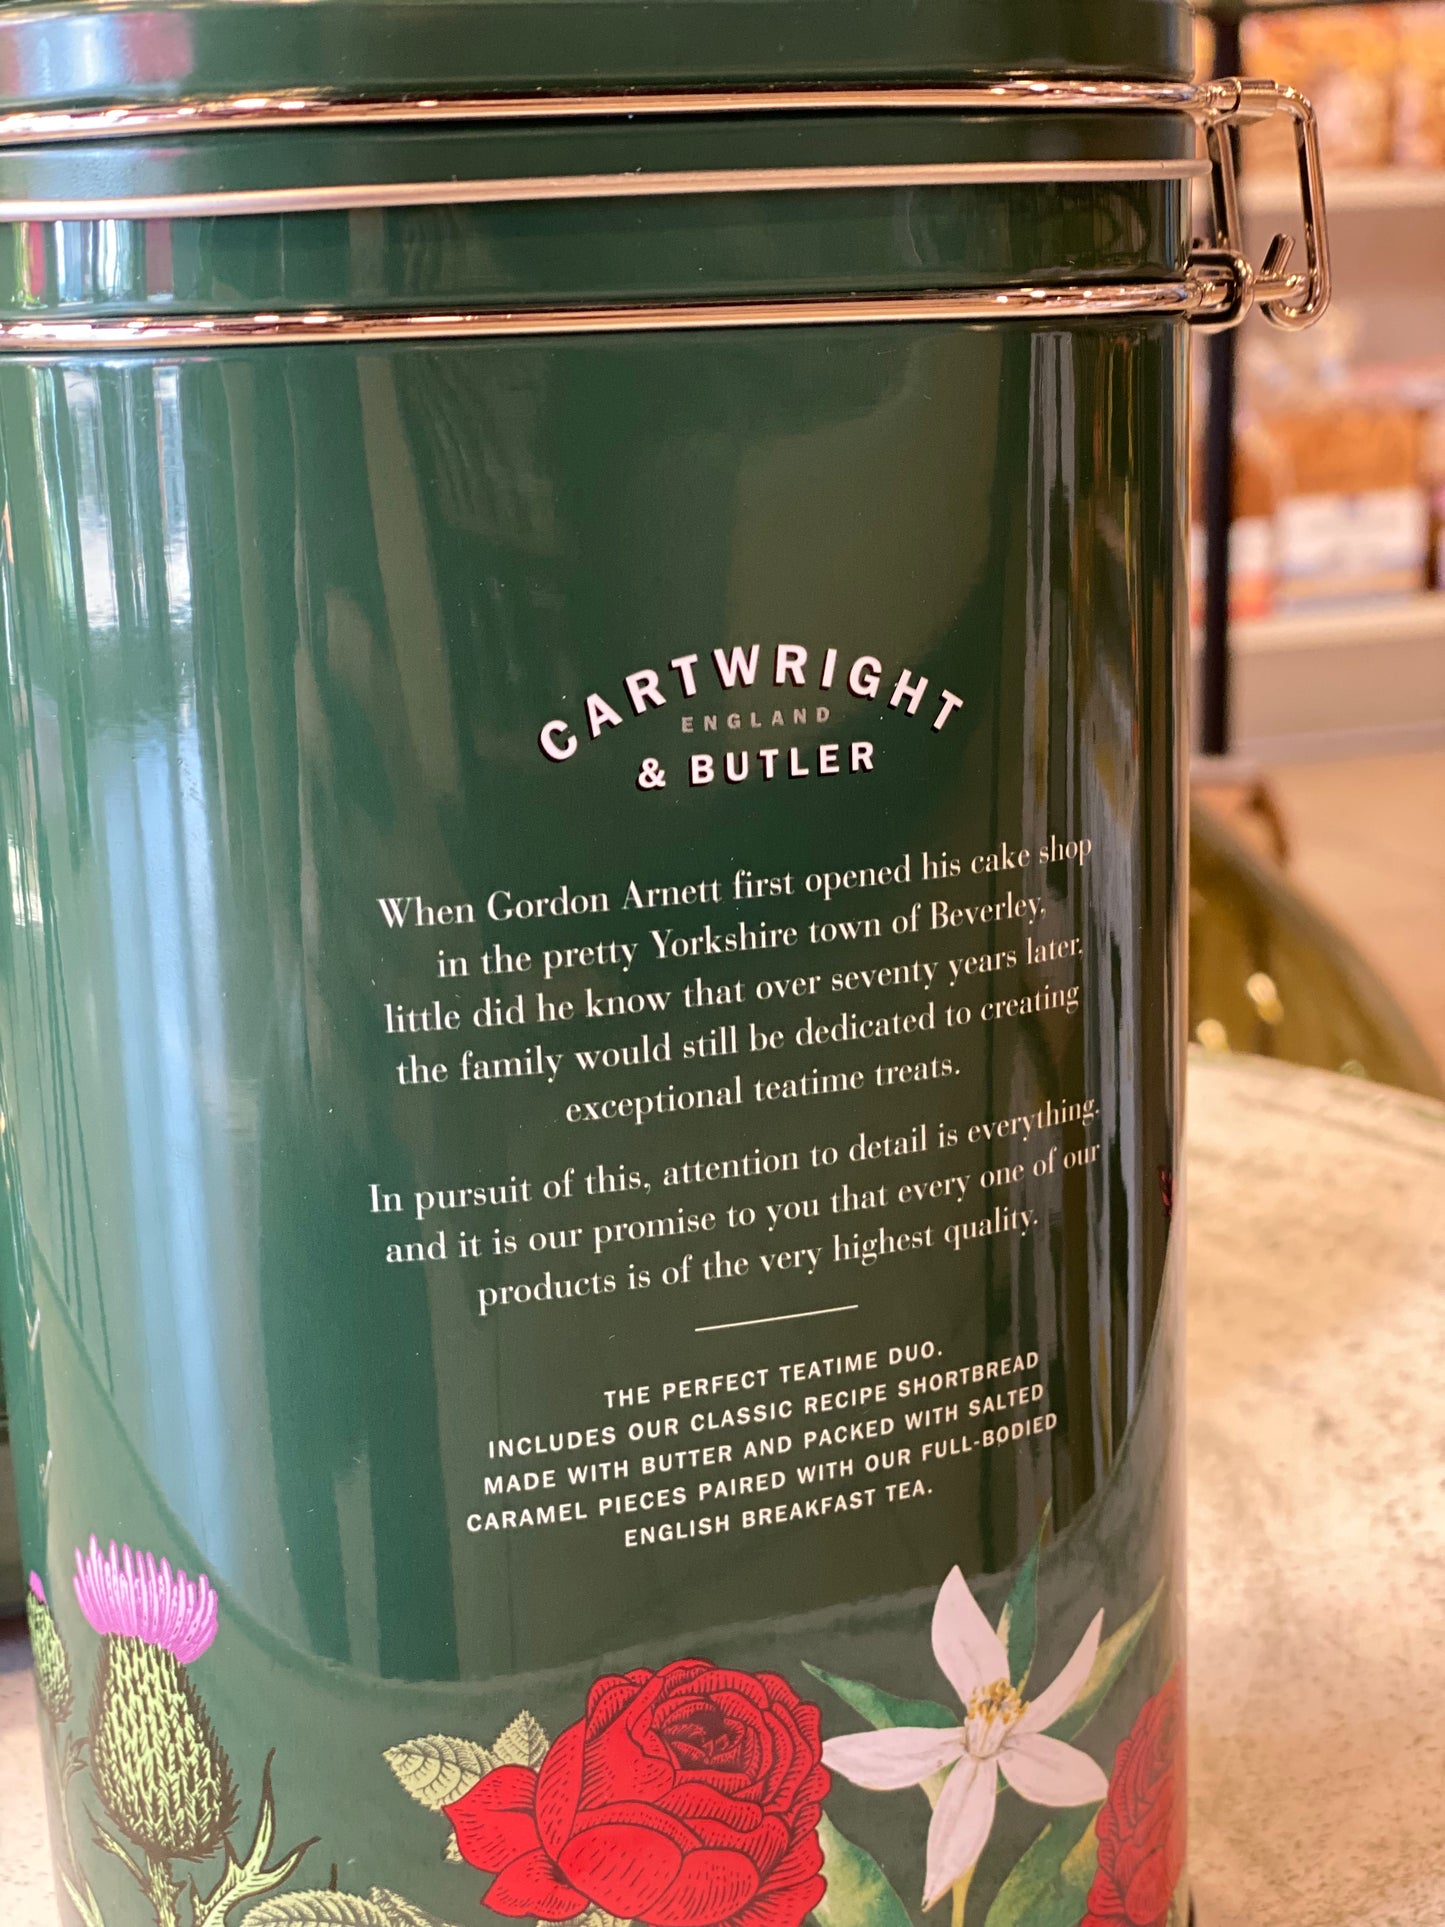 CARTWRIGHT
ENGLAND
& BUTLER
When Gordon Arnett first opened his cake shop
in the pretty Yorkshire town of Beverley,
little did he know that over seventy years later,
the family would still be dedicated to creating
exceptional teatime treats.
In pursuit of this, attention to detail is everything.
and it is our promise to you that every one of our
products is of the very highest quality.
THE PERFECT TEATIME DUO.
INCLUDES OUR CLASSIC RECIPE SHORTBREAD
MADE WITH BUTTER AND PACKED WITH SALTED
CARAMEL PIECES PAIRED WITH OUR FULL-BODIED
ENGLISH BREAKFAST TEA.